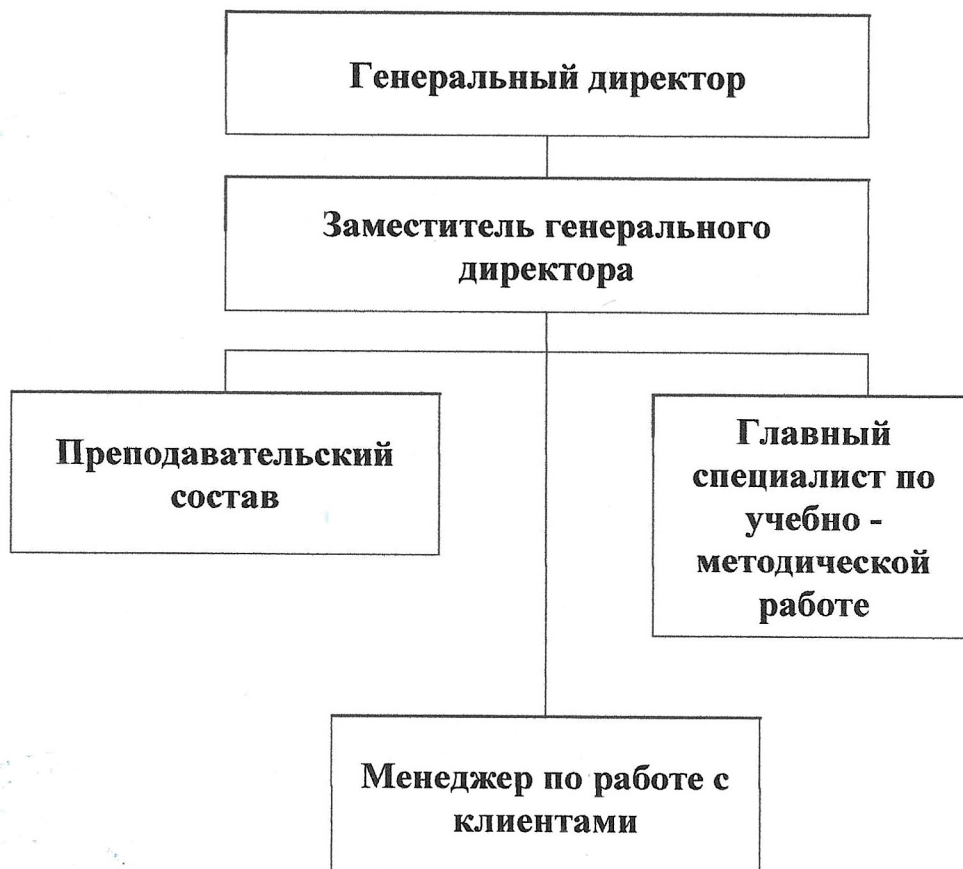 Генеральный директор
Заместитель генерального
директора
Преподавательский
состав
Главный
специалист по
учебно -
методической
работе
Менеджер по работе с
клиентами